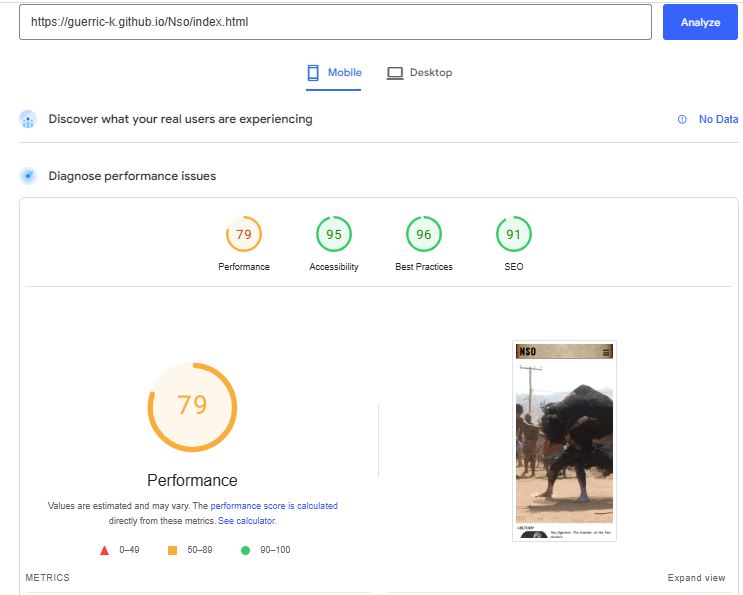 https://guerric-k.github.io/Nso/index.html
Analyze
Mobile
Desktop
Discover what your real users are experiencing
No Data
Diagnose performance issues
79
95
96
91
Performance
Accessibility
Best Practices
SEO
NSO
79
Performance
Values are estimated and may vary. The performance score is calculated
directly from these metrics. See calculator.
HISTORY
0–49
50–89
90–100
METRICS
Expand view